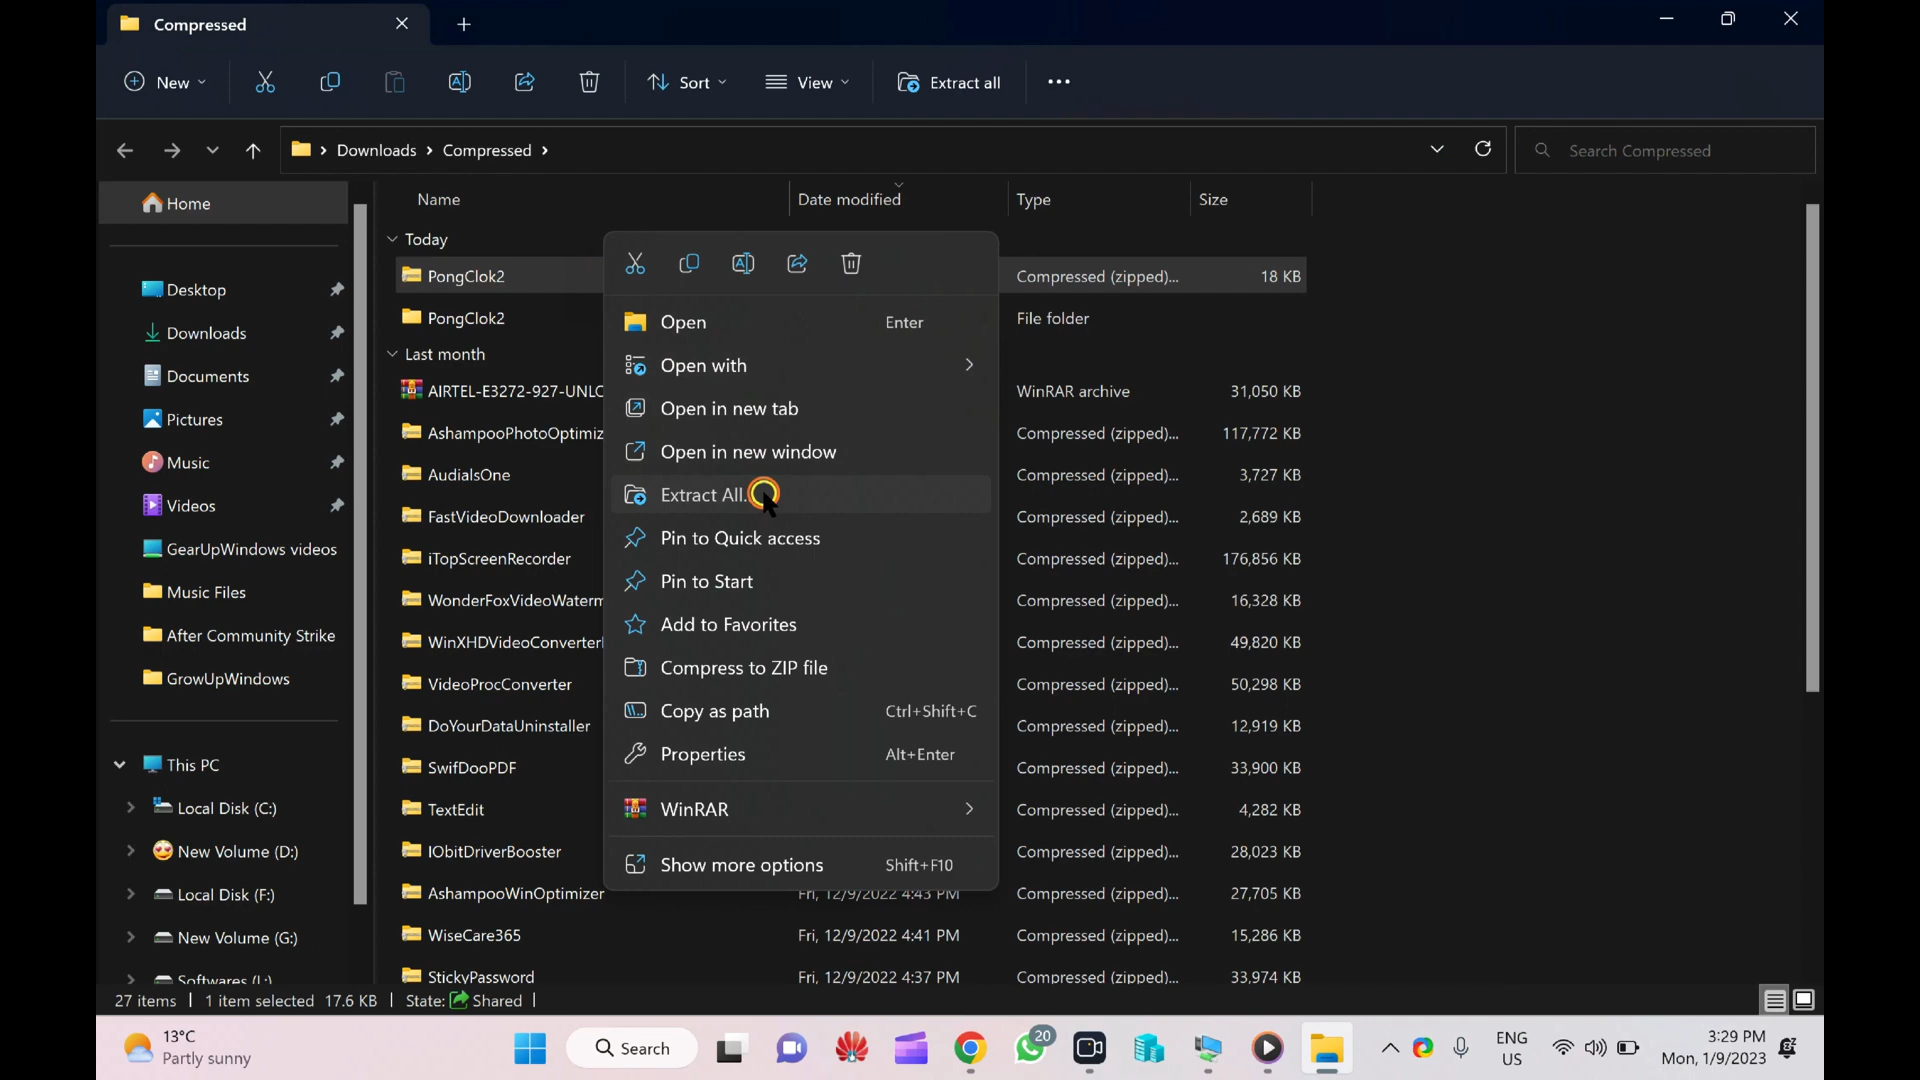 Compressed
New
Sort
View
Extract all
Downloads
Compressed
Search Compressed
Home
Desktop
Downloads
Documents
Pictures
Music
Videos
GearUpWindows videos
Music Files
After Community Strike
GrowUpWindows
This PC
Local Disk (C:)
New Volume (D:)
Local Disk (F:)
New Volume (G:)
Softwares (I:)
Name Date modified Type Size
Today
PongClok2 Compressed (zipped)... 18 KB
PongClok2 File folder
Last month
AIRTEL-E3272-927-UNLC WinRAR archive 31,050 KB
AshampooPhotoOptimiz Compressed (zipped)... 117,772 KB
AudialsOne Compressed (zipped)... 3,727 KB
FastVideoDownloader Compressed (zipped)... 2,689 KB
iTopScreenRecorder Compressed (zipped)... 176,856 KB
WonderFoxVideoWaterm Compressed (zipped)... 16,328 KB
WinXHDVideoConverter Compressed (zipped)... 49,820 KB
VideoProcConverter Compressed (zipped)... 50,298 KB
DoYourDataUninstaller Compressed (zipped)... 12,919 KB
SwifDooPDF Compressed (zipped)... 33,900 KB
TextEdit Compressed (zipped)... 4,282 KB
IObitDriverBooster Compressed (zipped)... 28,023 KB
AshampooWinOptimizer Fri, 12/9/2022 4:43 PM Compressed (zipped)... 27,705 KB
WiseCare365 Fri, 12/9/2022 4:41 PM Compressed (zipped)... 15,286 KB
StickyPassword Fri, 12/9/2022 4:37 PM Compressed (zipped)... 33,974 KB
Open Enter
Open with
Open in new tab
Open in new window
Extract All.
Pin to Quick access
Pin to Start
Add to Favorites
Compress to ZIP file
Copy as path Ctrl+Shift+C
Properties Alt+Enter
WinRAR
Show more options Shift+F10
27 items 1 item selected 17.6 KB State: Shared
13°C
Partly sunny
Search
20
ENG
US
3:29 PM
Mon, 1/9/2023